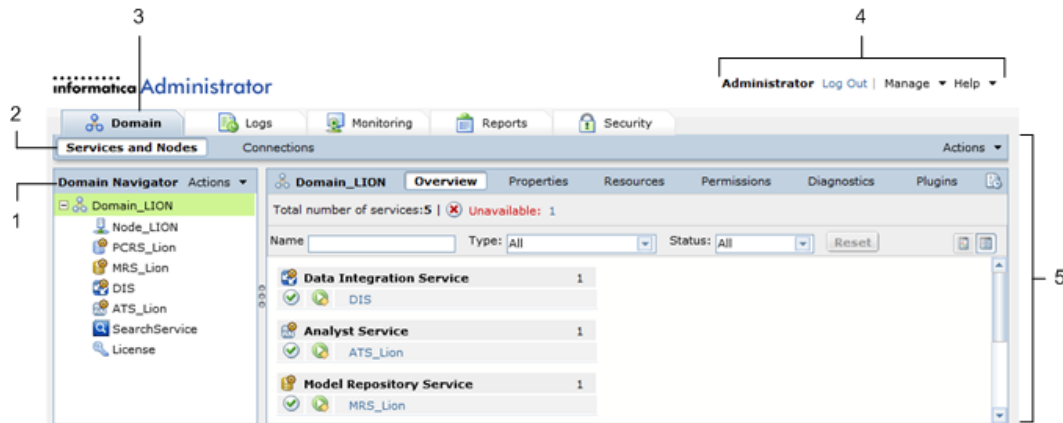 3
4
informatica Administrator
Administrator Log Out | Manage Help
2
Domain Logs Monitoring Reports Security
Services and Nodes Connections Actions
1
Domain Navigator Actions
Domain_LION
Node_LION
PCRS_Lion
MRS_Lion
DIS
ATS_Lion
SearchService
License
Domain_LION Overview Properties Resources Permissions Diagnostics Plugins
Total number of services:5 | Unavailable: 1
Name Type: All Status: All Reset
Data Integration Service 1
DIS
Analyst Service 1
ATS_Lion
Model Repository Service 1
MRS_Lion
5